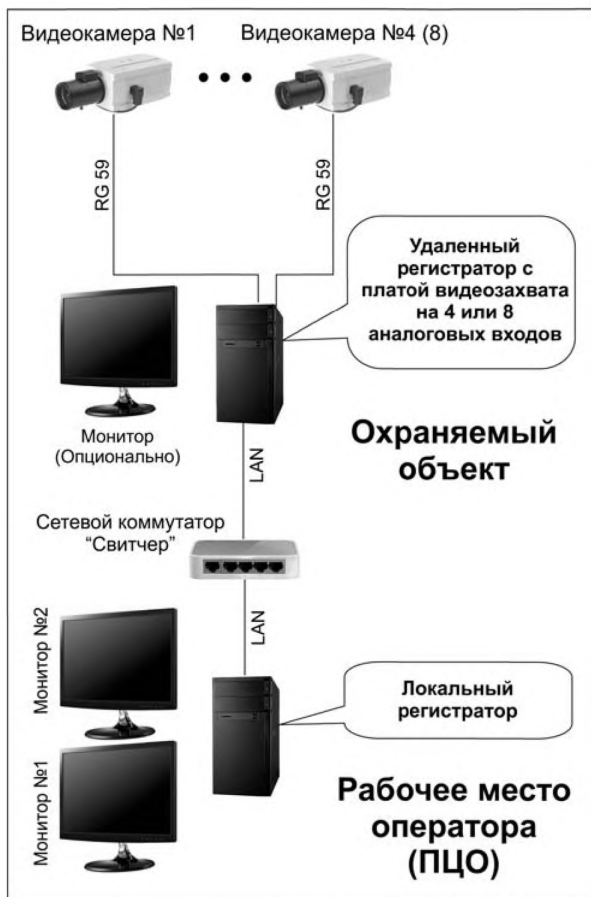 Видеокамера №1
Видеокамера №4 (8)
RG 59
RG 59
Удаленный
регистратор с
платой видеозахвата
на 4 или 8
аналоговых входов
Монитор
(Опционально)
Охраняемый
объект
LAN
Сетевой коммутатор
“Свитчер”
LAN
Монитор №2
Локальный
регистратор
Монитор №1
Рабочее место
оператора
(ПЦО)